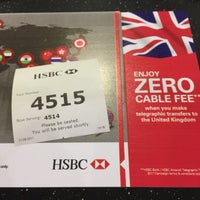 HSBC
Your Number
4515
Now Serving:
4514
Please be seated.
You will be served shortly.
ENJOY
ZERO
CABLE FEE**
when you make
telegraphic transfers to
the United Kingdom
only.
HSBC